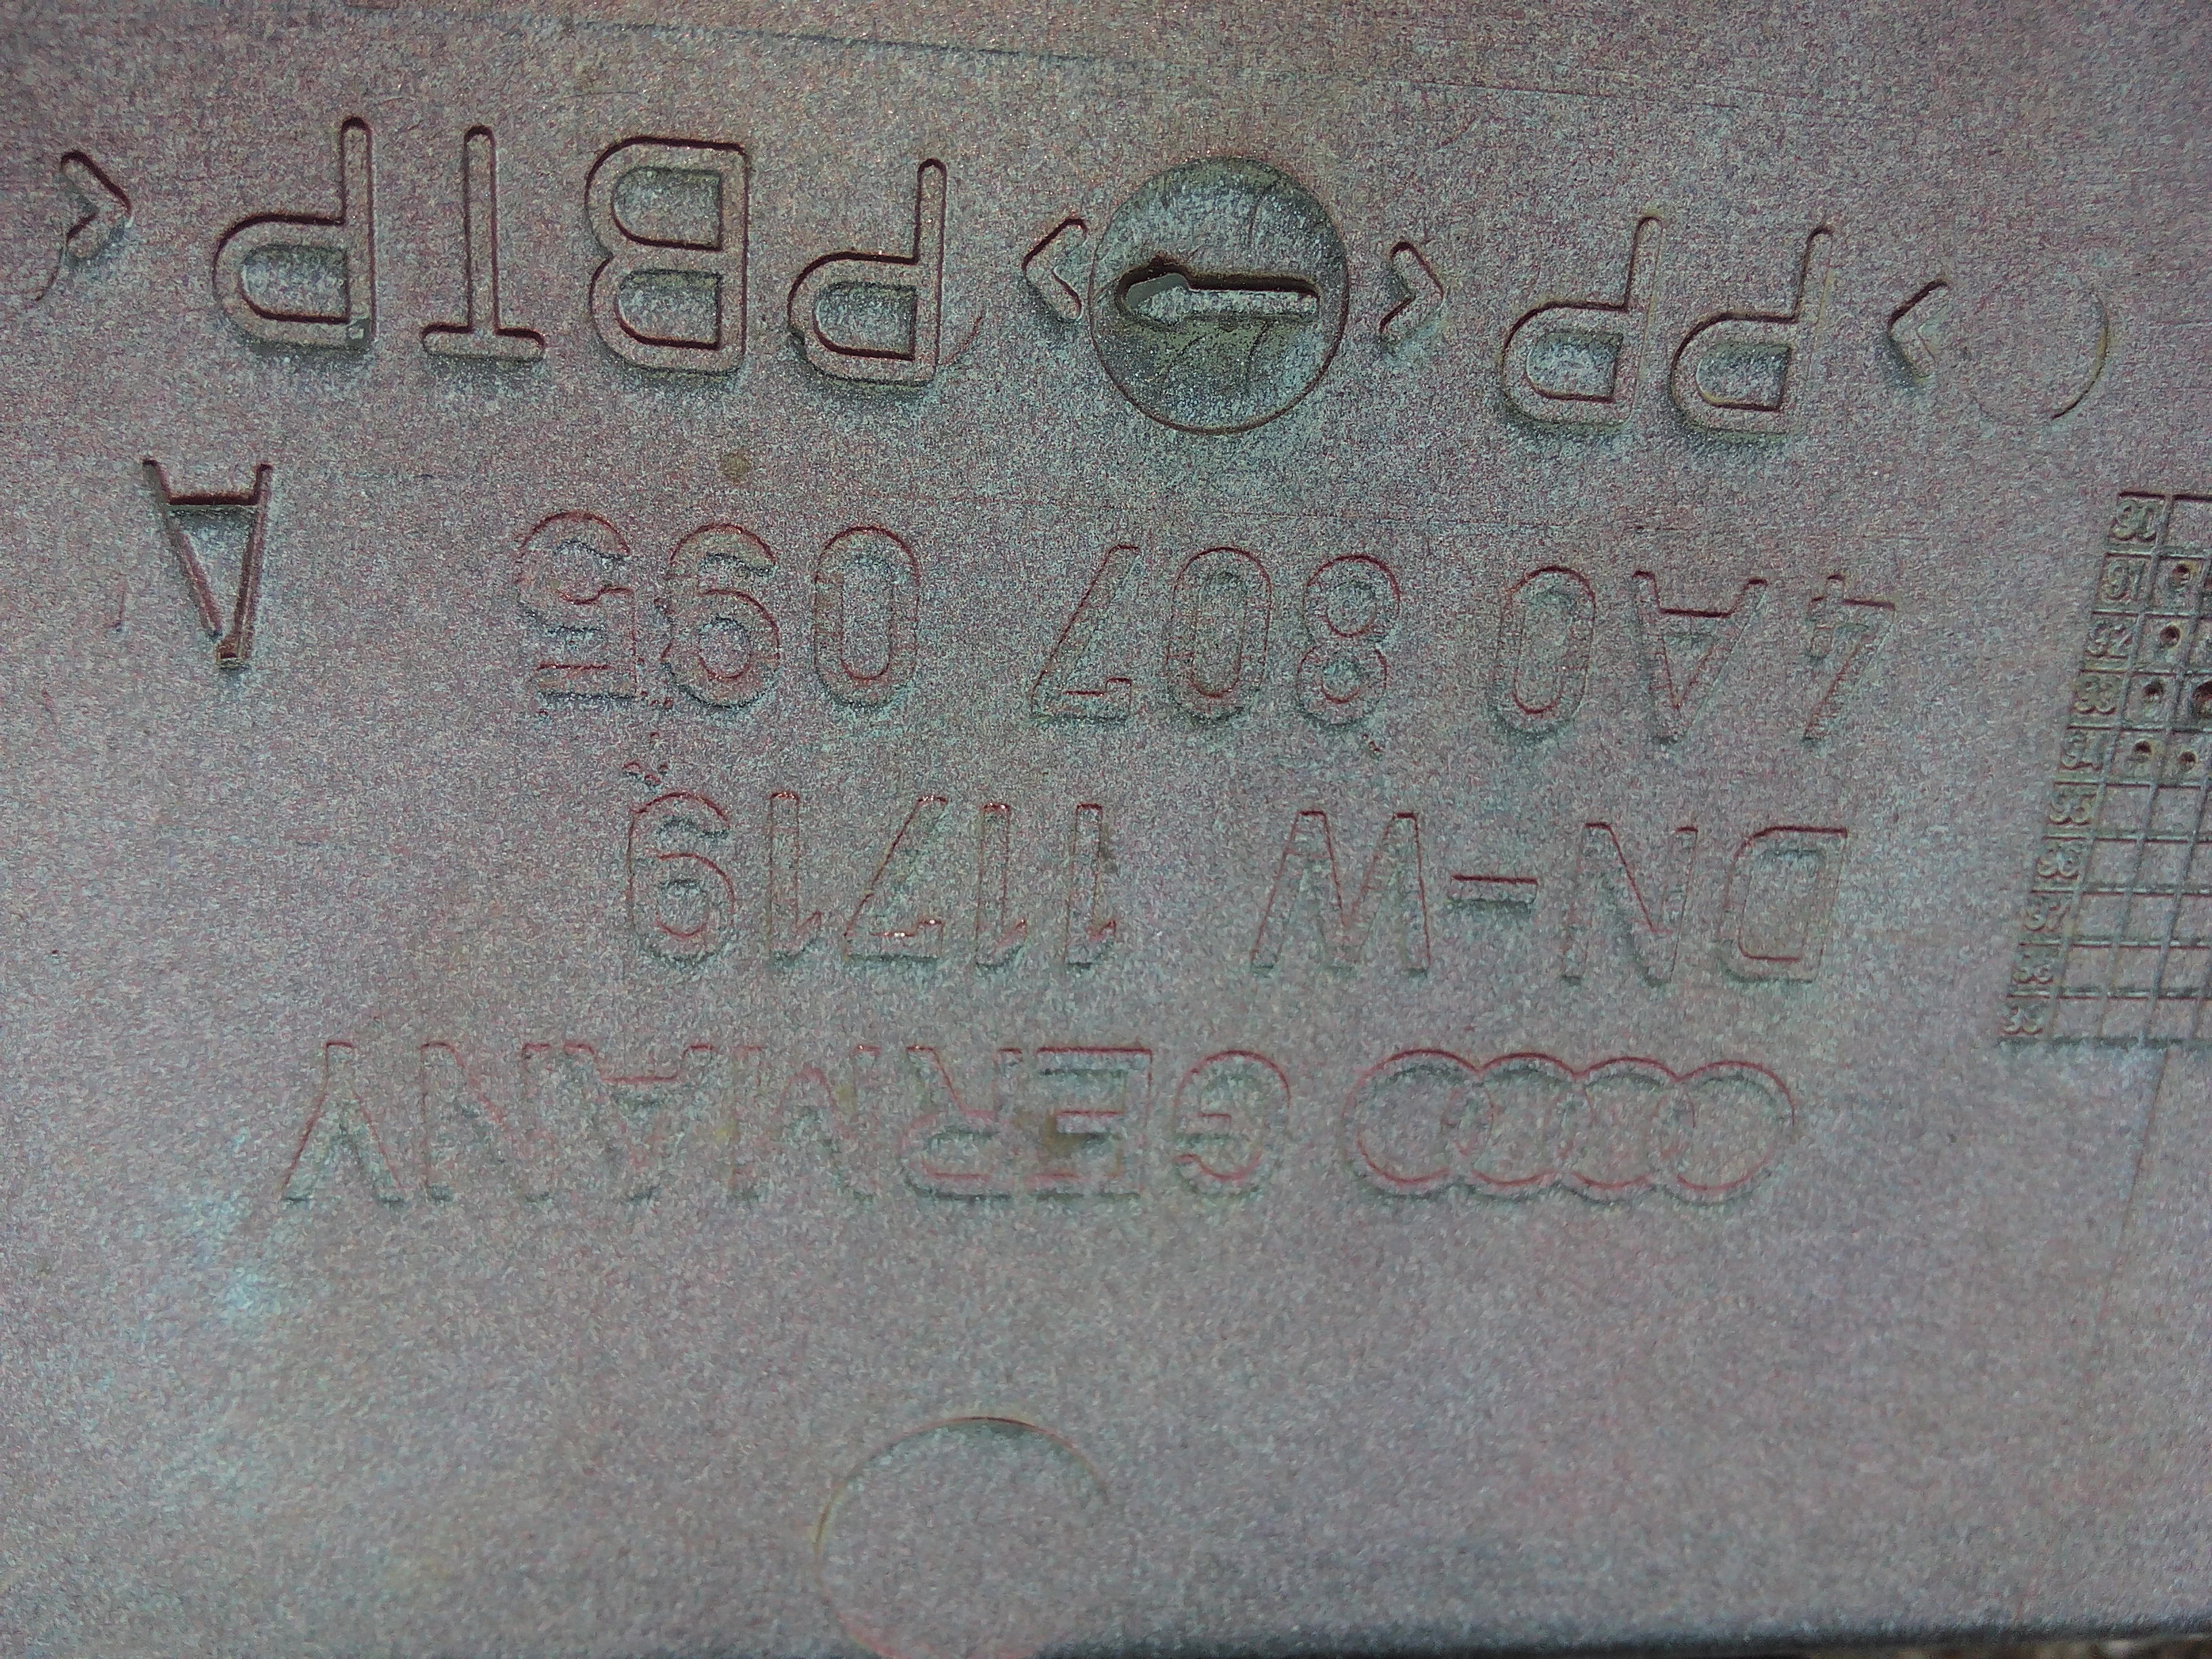 GERMANY
DN-W 11719
4A0 807 095 A
>PP< >PBTP<